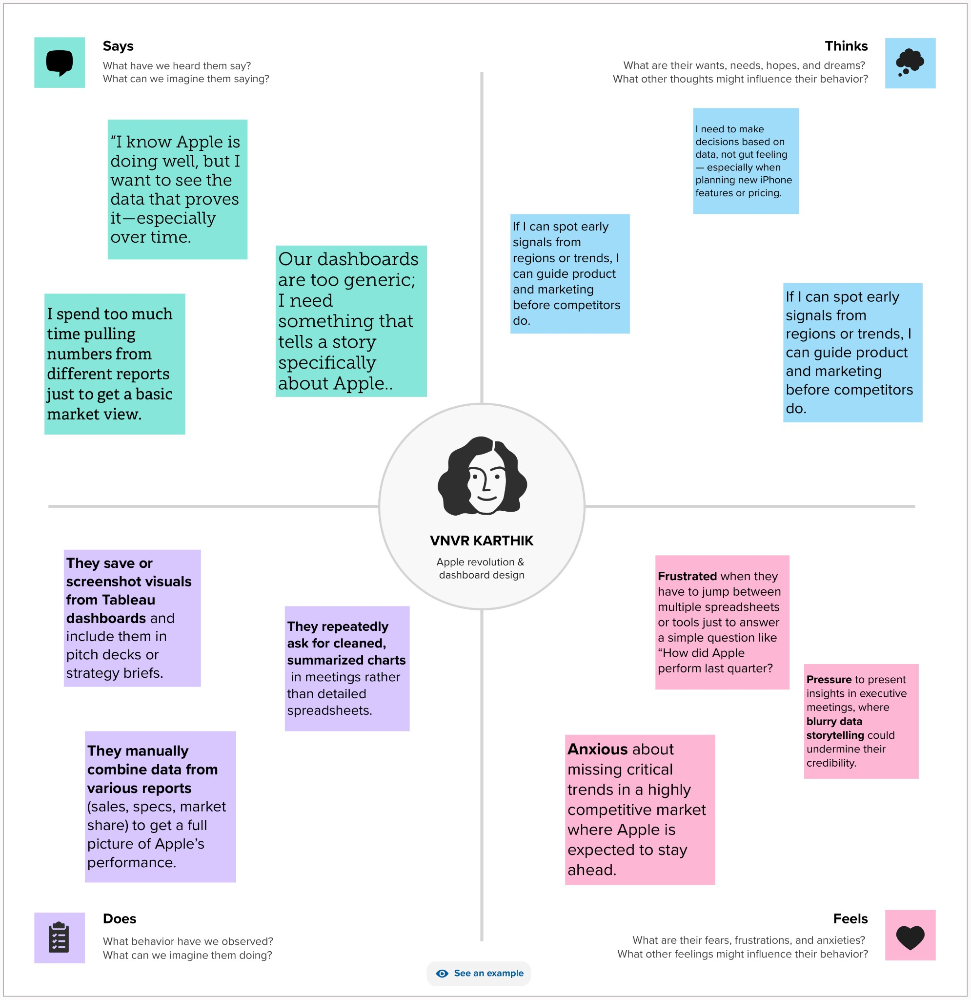 Says
What have we heard them say?
What can we imagine them saying?
“I know Apple is
doing well, but I
want to see the
data that proves
it—especially
over time.
Our dashboards
are too generic;
I need
something that
tells a story
specifically
about Apple..
I spend too much
time pulling
numbers from
different reports
just to get a basic
market view.
Thinks
What are their wants, needs, hopes, and dreams?
What other thoughts might influence their behavior?
I need to make
decisions based on
data, not gut feeling
— especially when
planning new iPhone
features or pricing.
If I can spot early
signals from
regions or trends, I
can guide product
and marketing
before competitors
do.
If I can spot early
signals from
regions or trends, I
can guide product
and marketing
before competitors
do.
VNVR KARTHIK
Apple revolution &
dashboard design
They save or
screenshot visuals
from Tableau
dashboards and
include them in
pitch decks or
strategy briefs.
They repeatedly
ask for cleaned,
summarized charts
in meetings rather
than detailed
spreadsheets.
They manually
combine data from
various reports
(sales, specs, market
share) to get a full
picture of Apple’s
performance.
Does
What behavior have we observed?
What can we imagine them doing?
Frustrated when they
have to jump between
multiple spreadsheets
or tools just to answer
a simple question like
“How did Apple
perform last quarter?
Pressure to present
insights in executive
meetings, where
blurry data
storytelling could
undermine their
credibility.
Anxious about
missing critical
trends in a highly
competitive market
where Apple is
expected to stay
ahead.
Feels
What are their fears, frustrations, and anxieties?
What other feelings might influence their behavior?
See an example